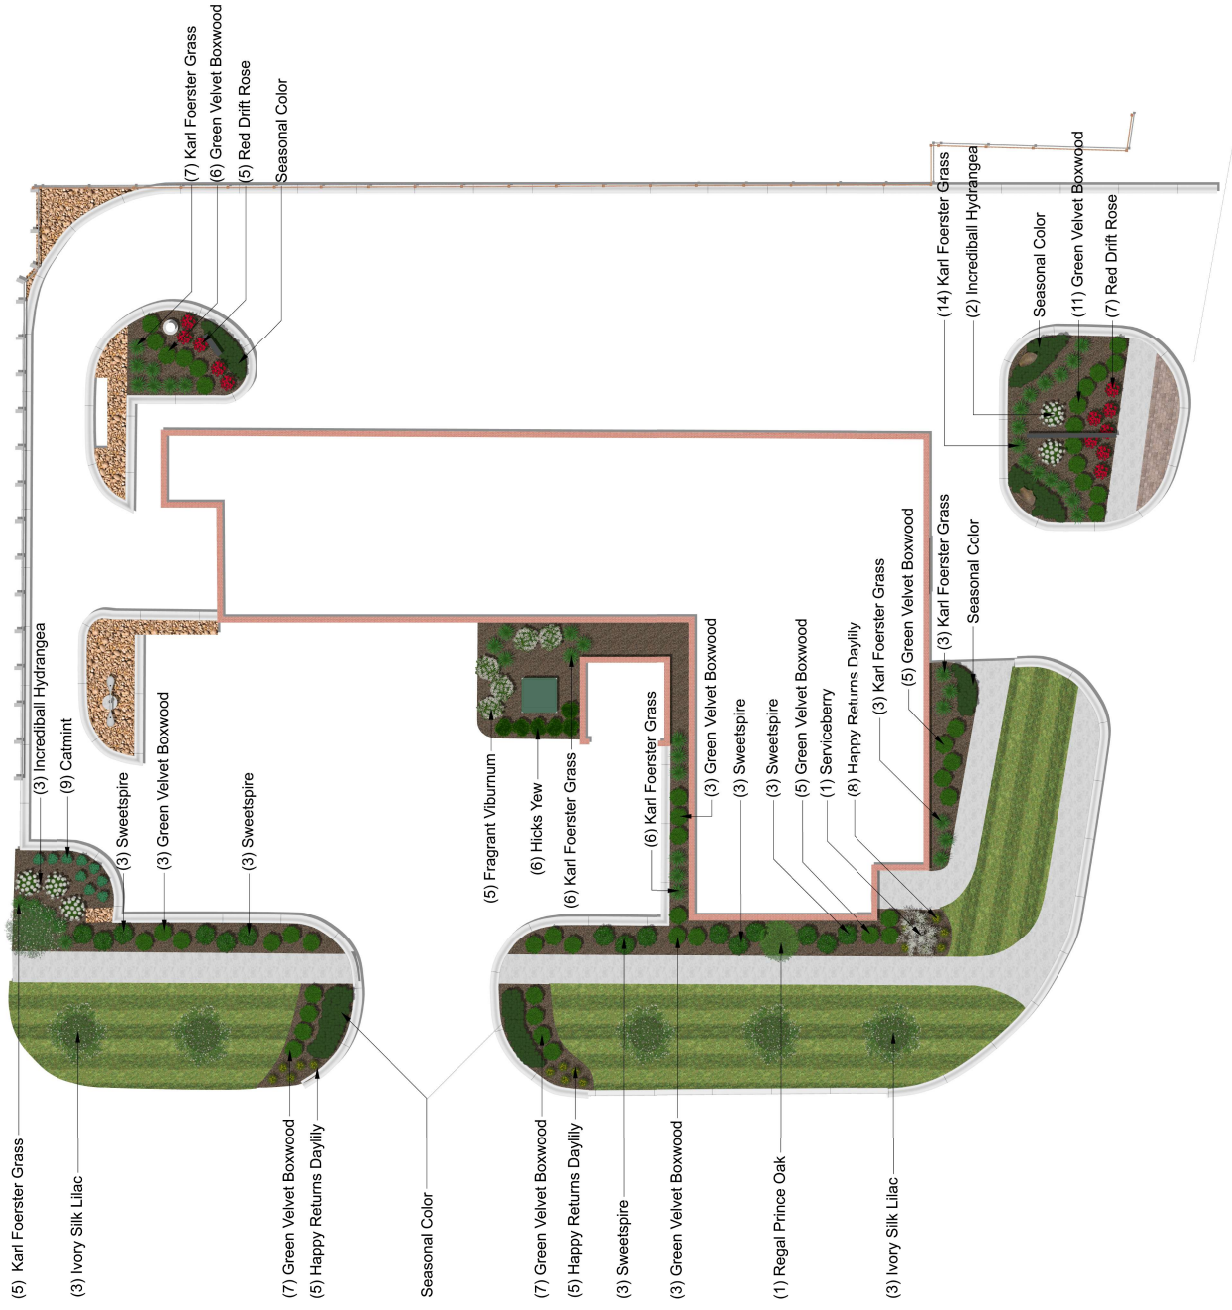 (7) Karl Foerster Grass
(6) Green Velvet Boxwood
(5) Red Drift Rose
Seasonal Color
(14) Karl Foerster Grass
(2) Incrediball Hydrangea
Seasonal Color
(11) Green Velvet Boxwood
(7) Red Drift Rose
(3) Incrediball Hydrangea
(9) Catmint
(3) Sweetspire
(3) Green Velvet Boxwood
(3) Sweetspire
(5) Fragrant Viburnum
(6) Hicks Yew
(6) Karl Foerster Grass
(6) Karl Foerster Grass
(3) Green Velvet Boxwood
(3) Sweetspire
(3) Sweetspire
(5) Green Velvet Boxwood
(1) Serviceberry
(8) Happy Returns Daylily
(3) Karl Foerster Grass
(5) Green Velvet Boxwood
(3) Karl Foerster Grass
Seasonal Color
(5) Karl Foerster Grass
(3) Ivory Silk Lilac
(7) Green Velvet Boxwood
(5) Happy Returns Daylily
Seasonal Color
(7) Green Velvet Boxwood
(5) Happy Returns Daylily
(3) Sweetspire
(3) Green Velvet Boxwood
(1) Regal Prince Oak
(3) Ivory Silk Lilac